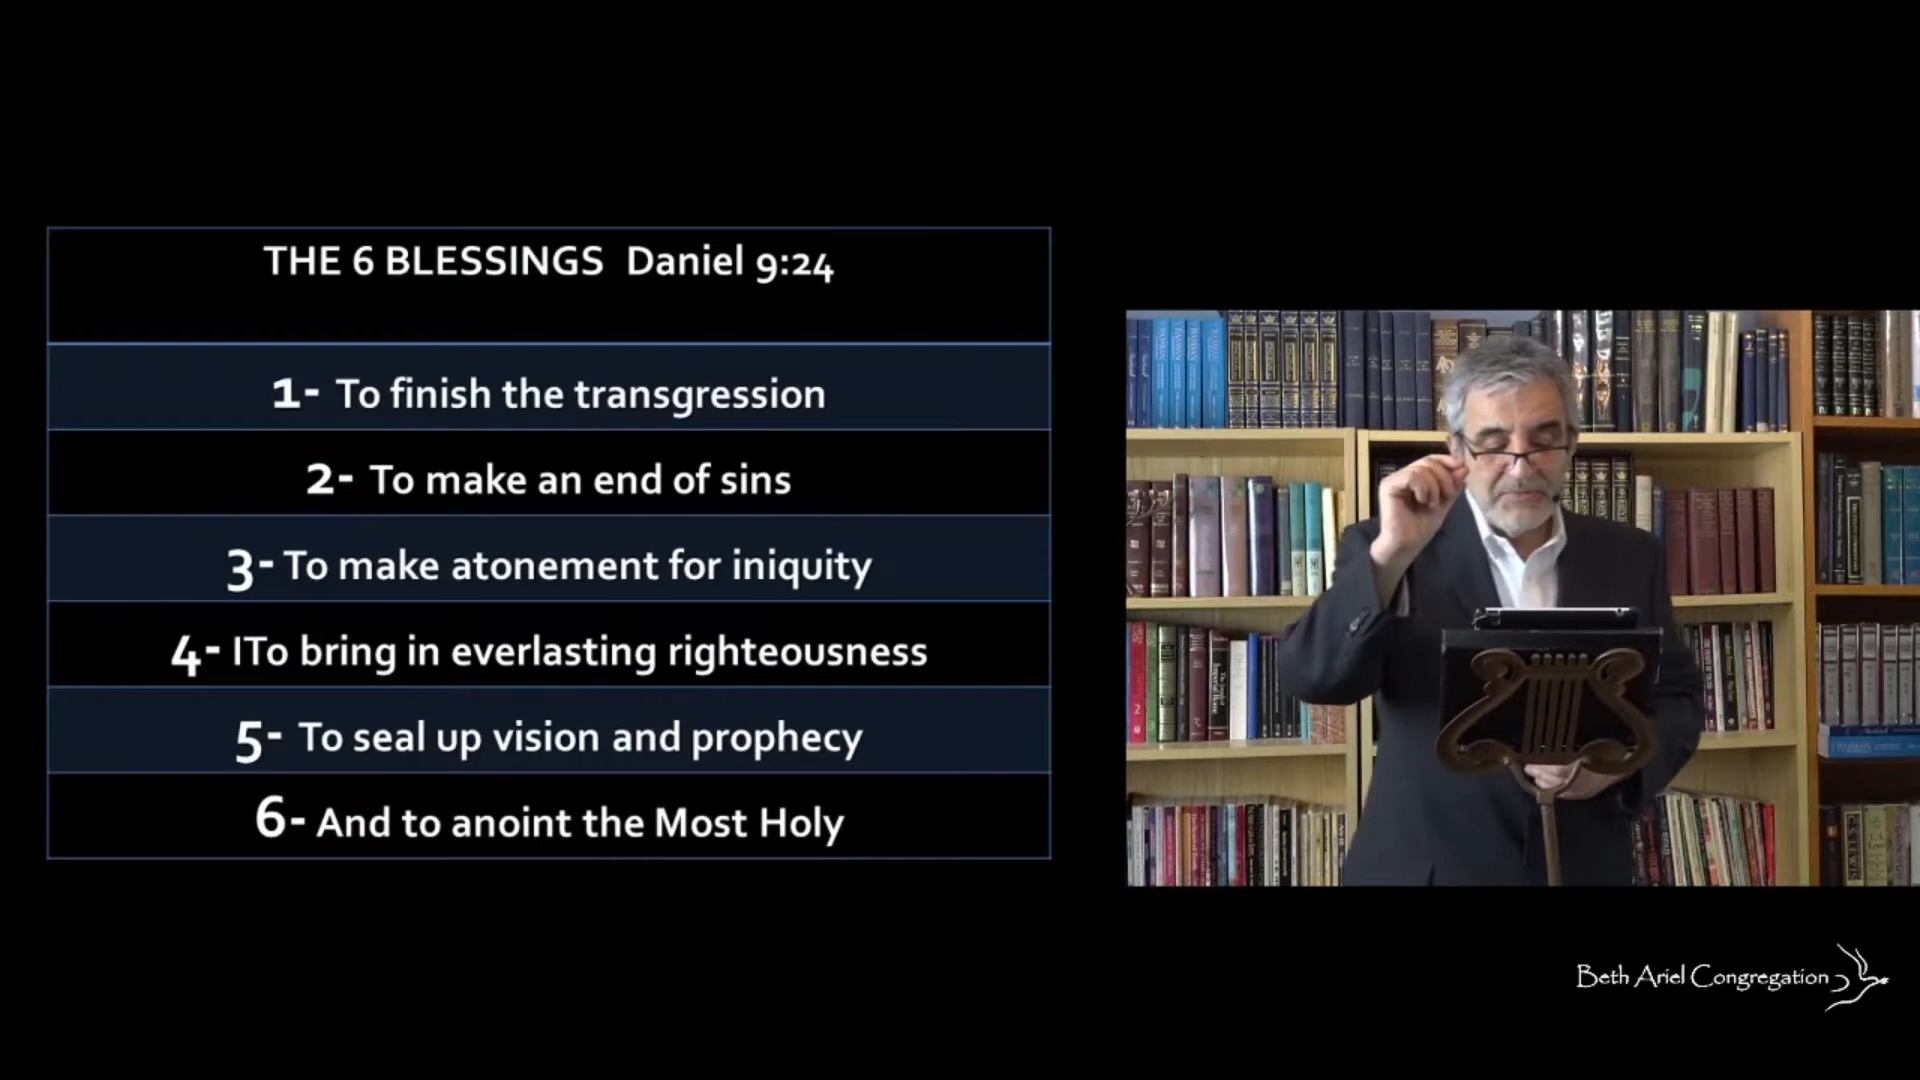 THE 6 BLESSINGS Daniel 9:24
1- To finish the transgression
2- To make an end of sins
3- To make atonement for iniquity
4- ITo bring in everlasting righteousness
5- To seal up vision and prophecy
6- And to anoint the Most Holy
Beth Ariel Congregation